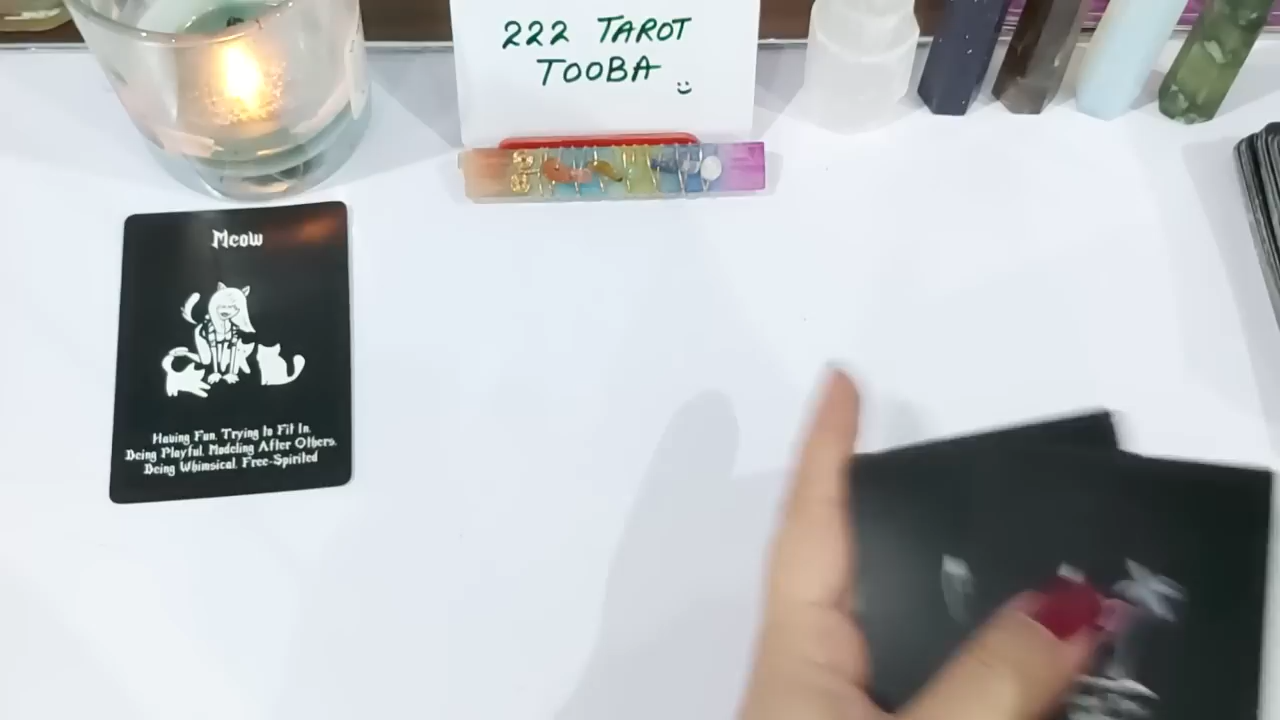 222 TAROT
TOOBA
Meow
Having Fun. Trying to Fit In.
Being Playful. Modeling After Others.
Being Whimsical. Free-Spirited